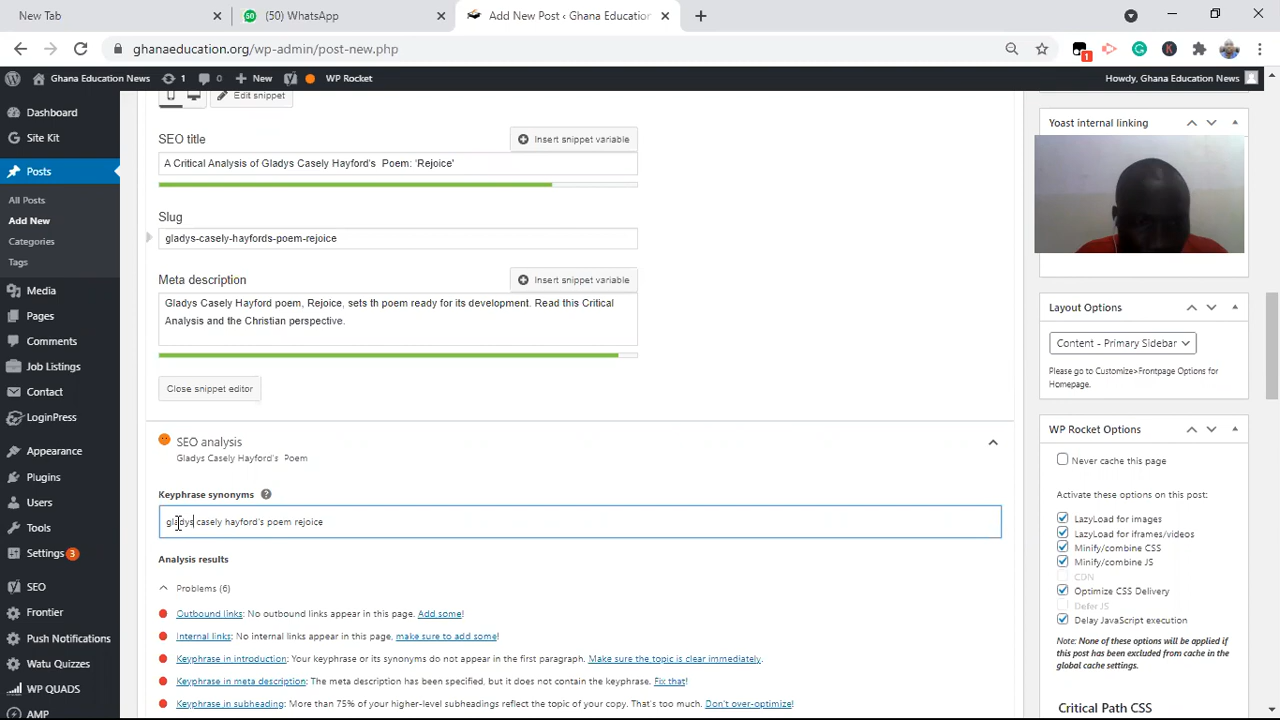 New Tab
(50) WhatsApp
Add New Post ‹ Ghana Education
ghanaeducation.org/wp-admin/post-new.php
1
Ghana Education News
1
0
New
WP Rocket
Howdy, Ghana Education News
Dashboard
Site Kit
Posts
All Posts
Add New
Categories
Tags
Media
Pages
Comments
Job Listings
Contact
LoginPress
Appearance
Plugins
Users
Tools
Settings 3
SEO
Frontier
Push Notifications
Watu Quizzes
WP QUADS
AMP
Edit snippet
SEO title
Insert snippet variable
A Critical Analysis of Gladys Casely Hayford's Poem: 'Rejoice'
Slug
gladys-casely-hayfords-poem-rejoice
Meta description
Insert snippet variable
Gladys Casely Hayford poem, Rejoice, sets th poem ready for its development. Read this Critical
Analysis and the Christian perspective.
Close snippet editor
SEO analysis
Gladys Casely Hayford's Poem
Keyphrase synonyms
gladys casely hayford's poem rejoice
Analysis results
Problems (6)
Outbound links: No outbound links appear in this page. Add some!
Internal links: No internal links appear in this page, make sure to add some!
Keyphrase in introduction: Your keyphrase or its synonyms do not appear in the first paragraph. Make sure the topic is clear immediately.
Keyphrase in meta description: The meta description has been specified, but it does not contain the keyphrase. Fix that!
Keyphrase in subheading: More than 75% of your higher-level subheadings reflect the topic of your copy. That's too much. Don't over-optimize!
Yoast internal linking
Layout Options
Content - Primary Sidebar
Please go to Customize>Frontpage Options for
Homepage.
WP Rocket Options
Never cache this page
Activate these options on this post:
LazyLoad for images
LazyLoad for iframes/videos
Minify/combine CSS
Minify/combine JS
CDN
Optimize CSS Delivery
Defer JS
Delay JavaScript execution
Note: None of these options will be applied
if this post has been excluded from cache in the
global cache settings.
Critical Path CSS